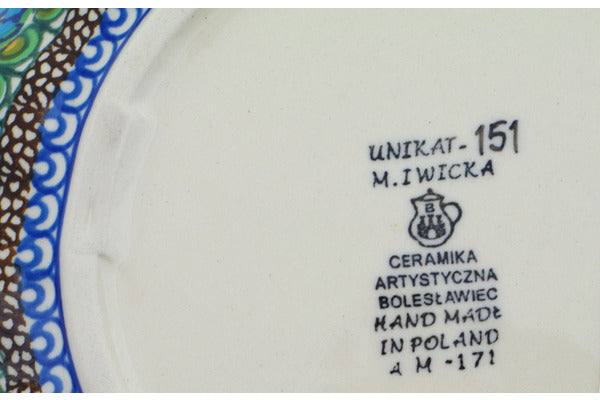 UNIKAT-151
M.IWICKA
B
CERAMIKA
ARTYSTYCZNA
BOLESŁAWIEC
HAND MADE
IN POLAND
A M -171